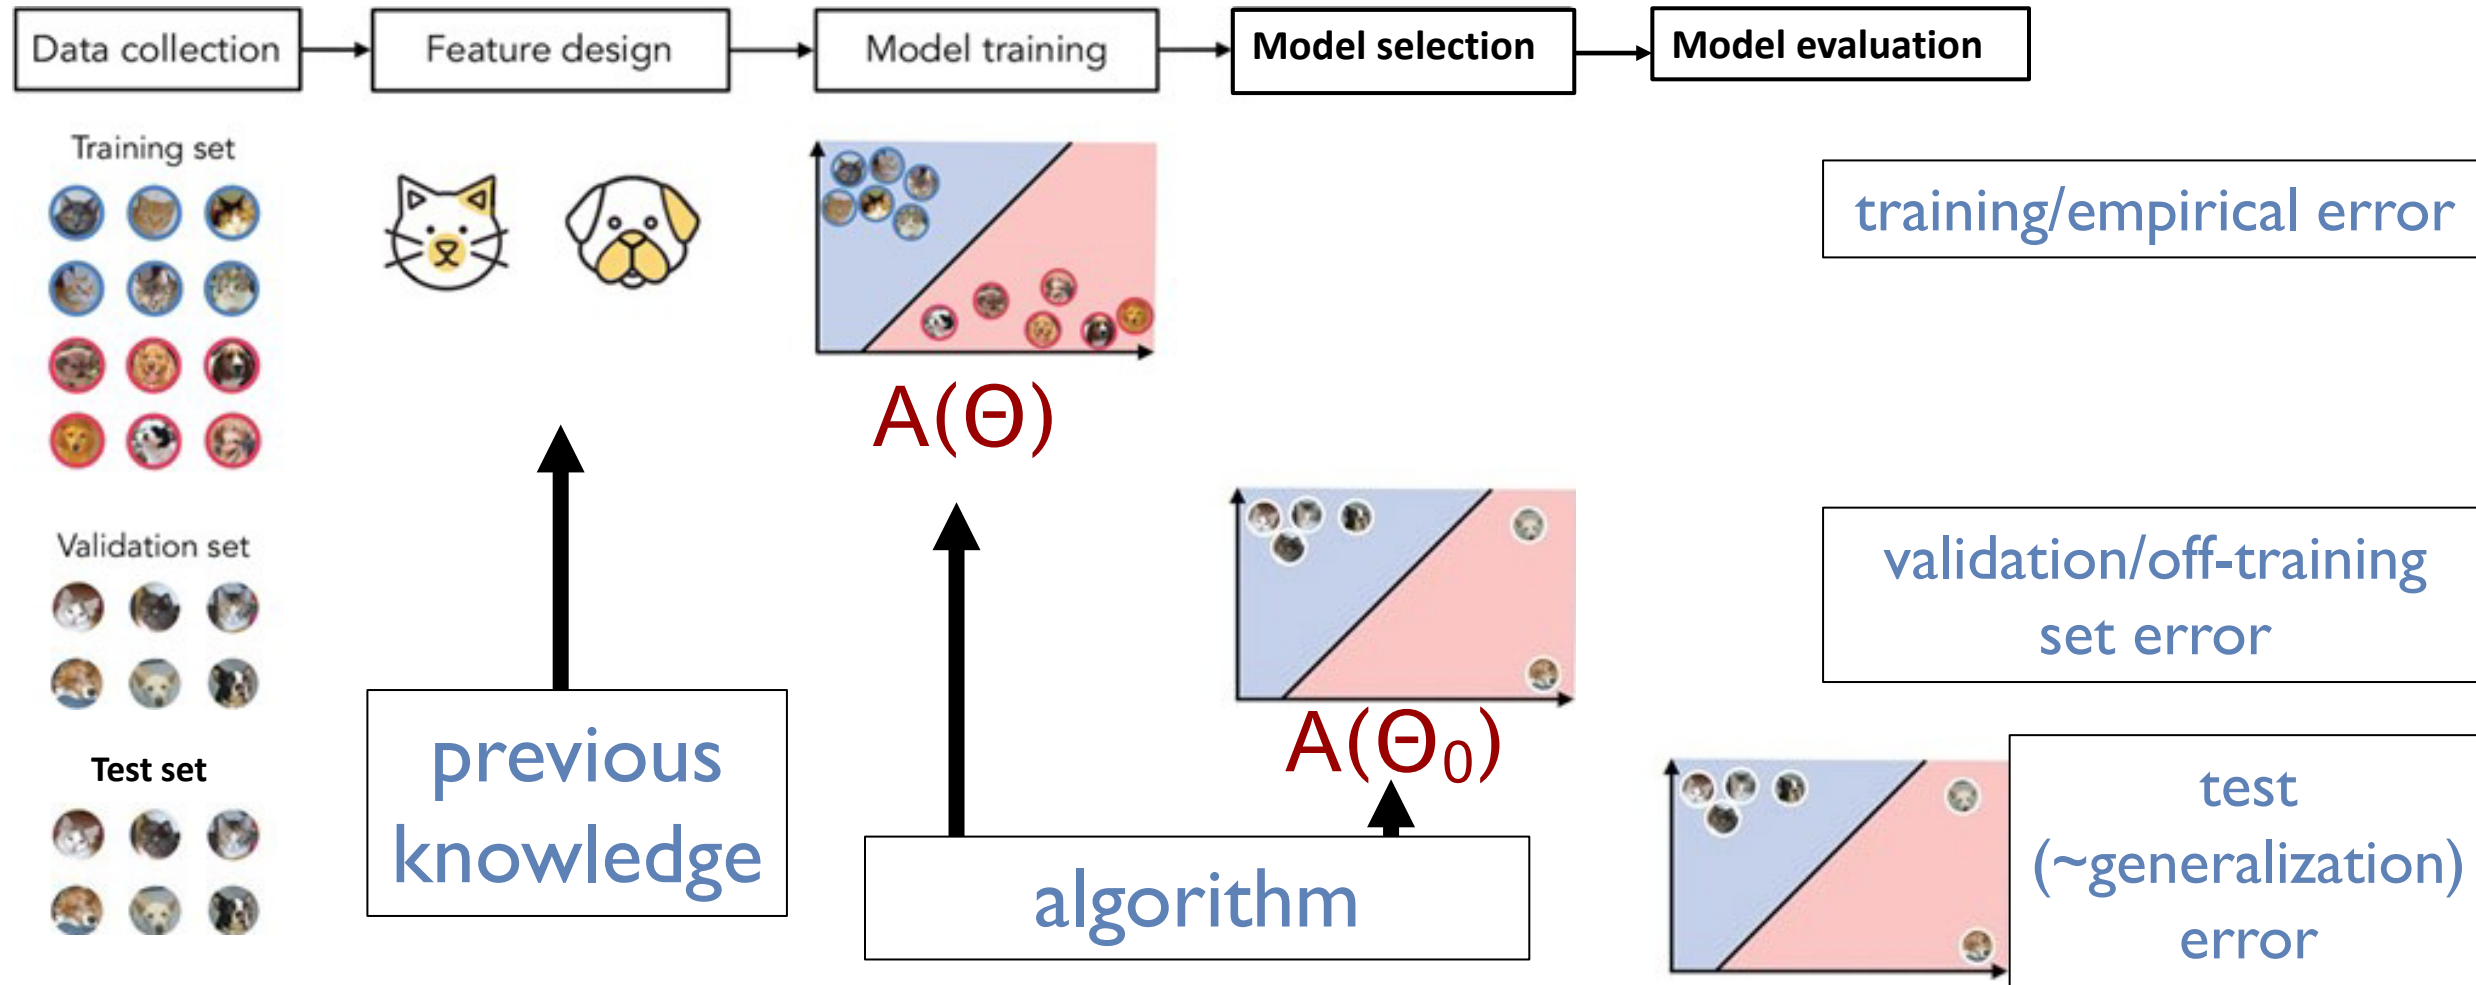 Data collection
Feature design
Model training
Model selection
Model evaluation
Training set
training/empirical error
A(Θ)
Validation set
validation/off-training
set error
A(Θ₀)
previous
knowledge
Test set
algorithm
test
(~generalization)
error